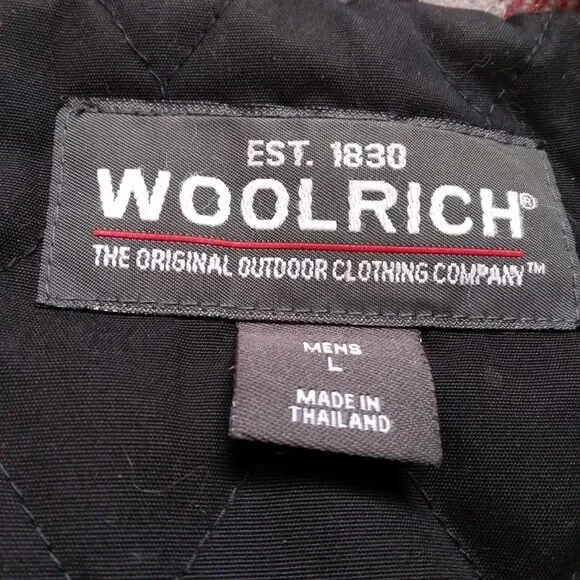 EST. 1830
WOOLRICH®
THE ORIGINAL OUTDOOR CLOTHING COMPANY™
MENS
L
MADE IN
THAILAND